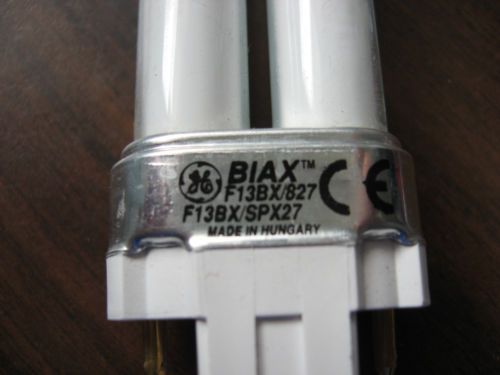 GE BIAX™
F13BX/827 CE
F13BX/SPX27
MADE IN HUNGARY